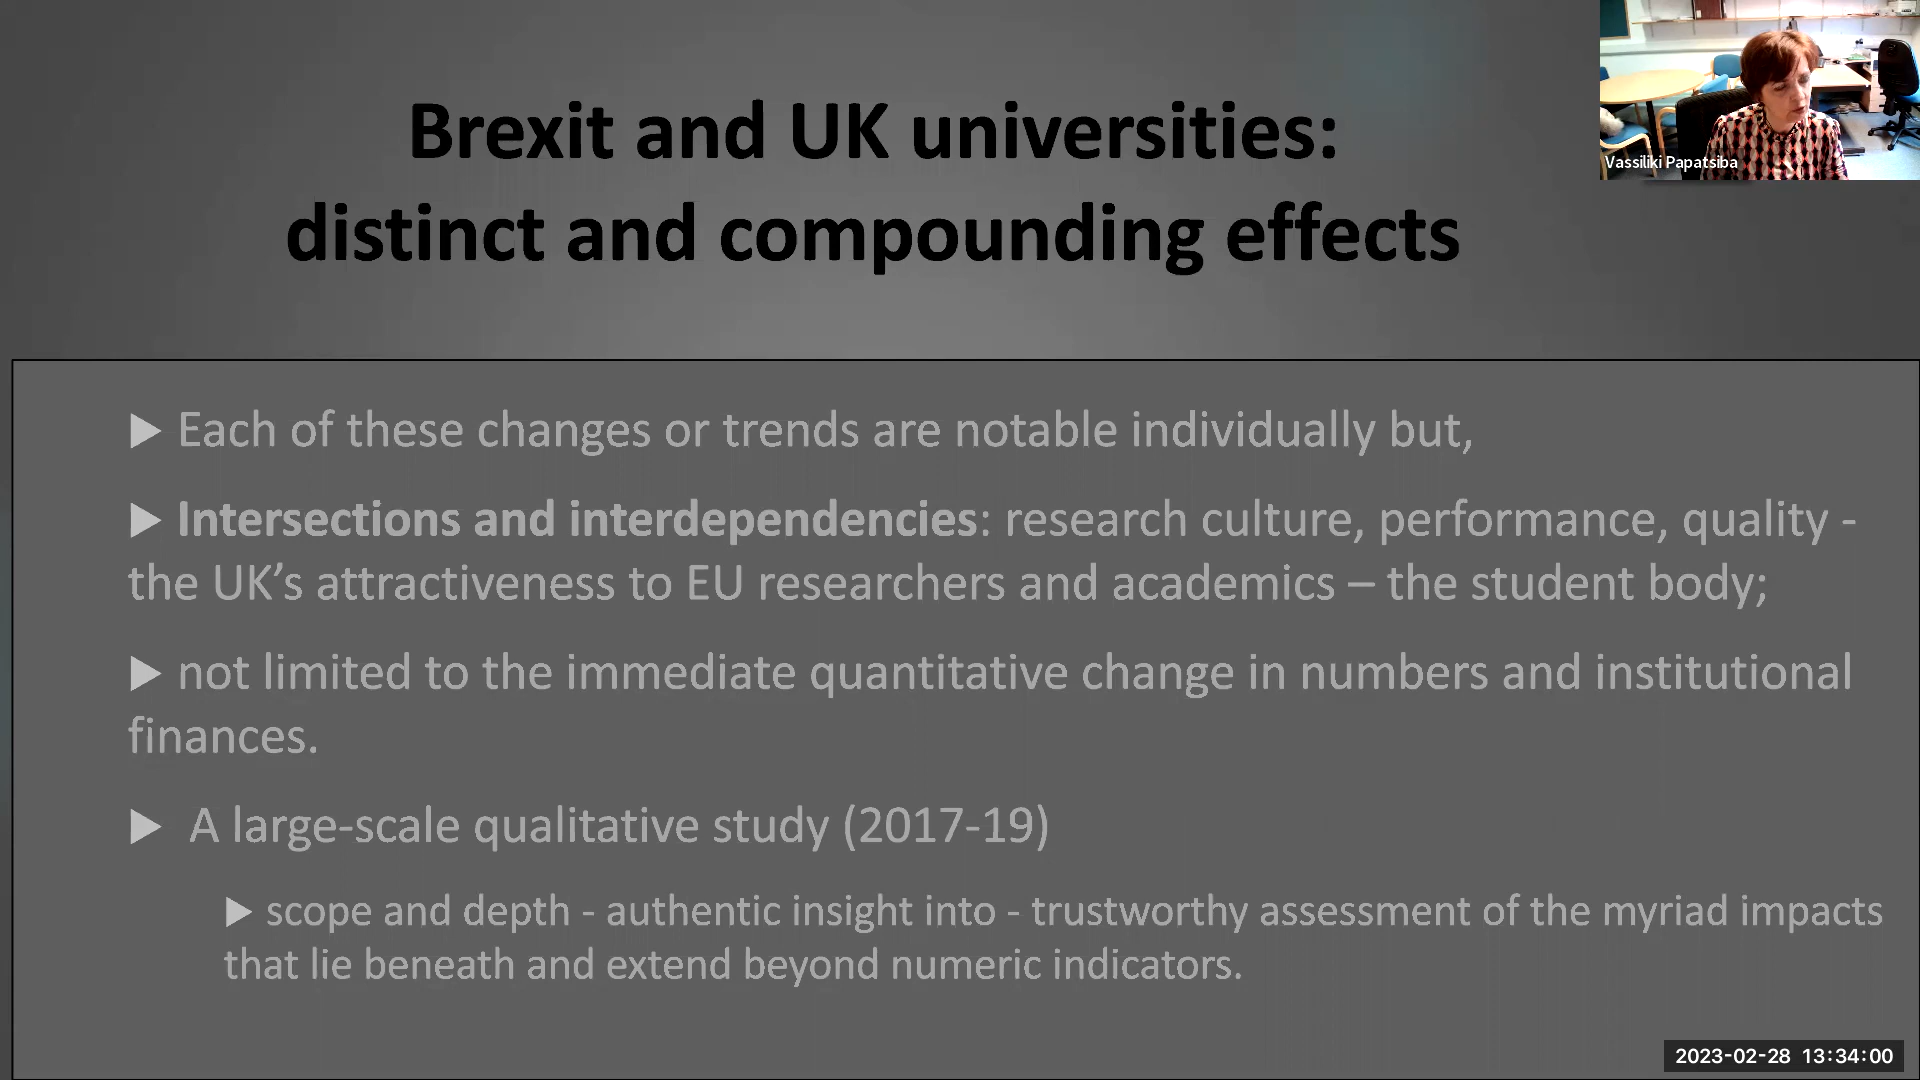 Brexit and UK universities:
distinct and compounding effects
Vassiliki Papatsiba
▶ Each of these changes or trends are notable individually but,
▶ Intersections and interdependencies: research culture, performance, quality -
the UK’s attractiveness to EU researchers and academics – the student body;
▶ not limited to the immediate quantitative change in numbers and institutional
finances.
▶ A large-scale qualitative study (2017-19)
▶ scope and depth - authentic insight into - trustworthy assessment of the myriad impacts
that lie beneath and extend beyond numeric indicators.
2023-02-28 13:34:00